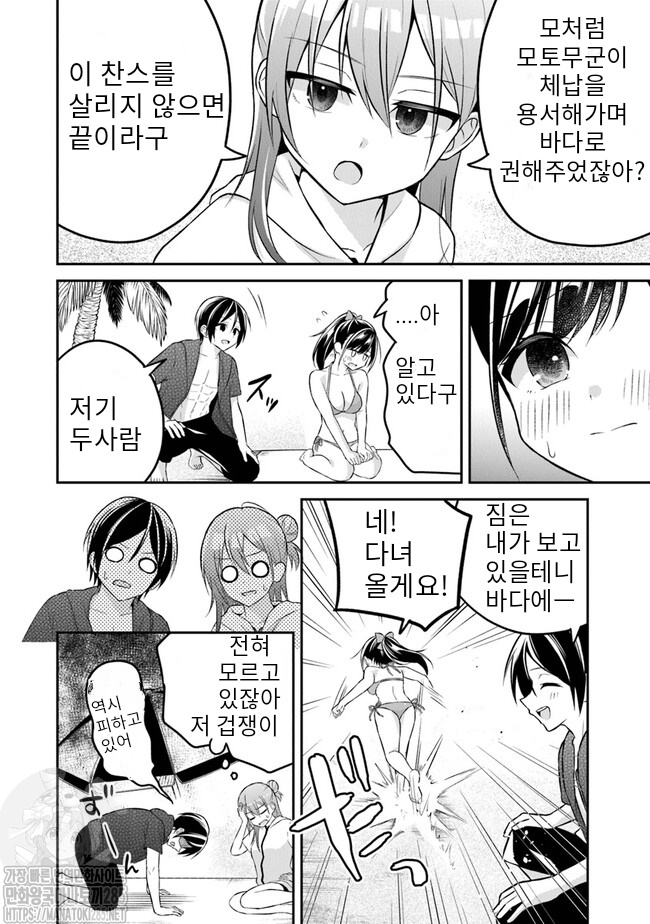 모처럼
모토무군이
체납을
용서해가며
바다로
권해주었잖아?
이 찬스를
살리지 않으면
끝이라구
....아
알고
있다구
저기
두사람
짐은
내가 보고
있을테니
바다에ー
네!
다녀
올게요!
전혀
모르고
있잖아
저 겁쟁이
역시
피하고
있어
HTTPS://MANATOKI285.NET